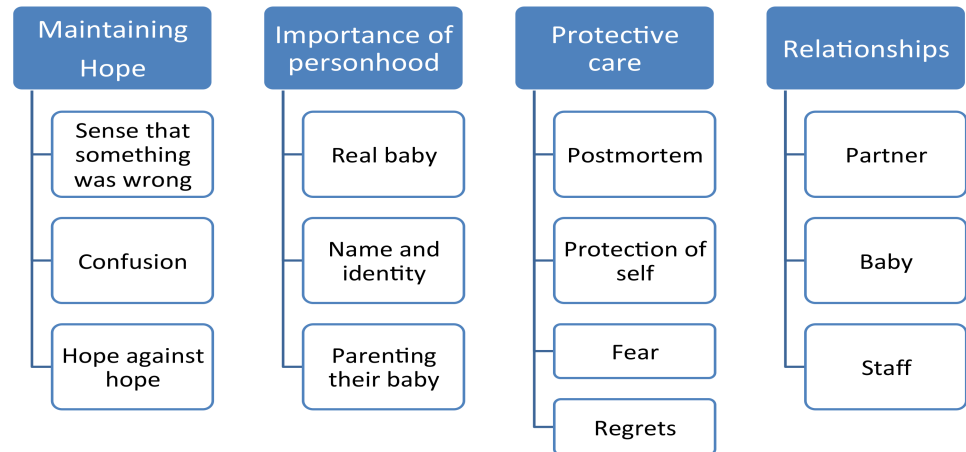 Maintaining
Hope
Sense that
something
was wrong
Confusion
Hope against
hope
Importance of
personhood
Real baby
Name and
identity
Parenting
their baby
Protective
care
Postmortem
Protection of
self
Fear
Regrets
Relationships
Partner
Baby
Staff